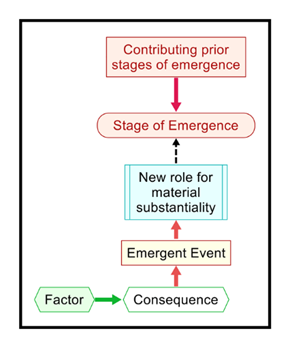 Contributing prior
stages of emergence
Stage of Emergence
New role for
material
substantiality
Emergent Event
Factor
Consequence